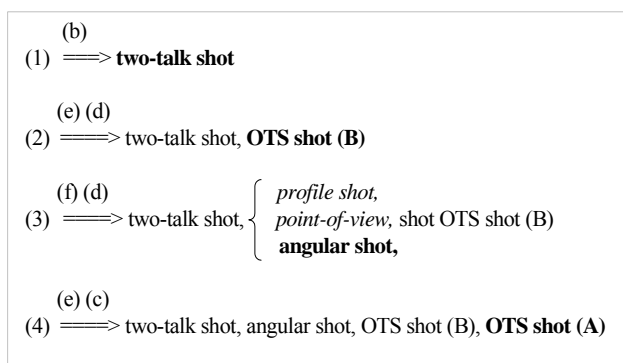 (b)
(1) ===> two-talk shot
(e) (d)
(2) ====> two-talk shot, OTS shot (B)
(f) (d)
profile shot,
(3) ====> two-talk shot, { point-of-view, shot OTS shot (B)
angular shot,
(e) (c)
(4) ====> two-talk shot, angular shot, OTS shot (B), OTS shot (A)